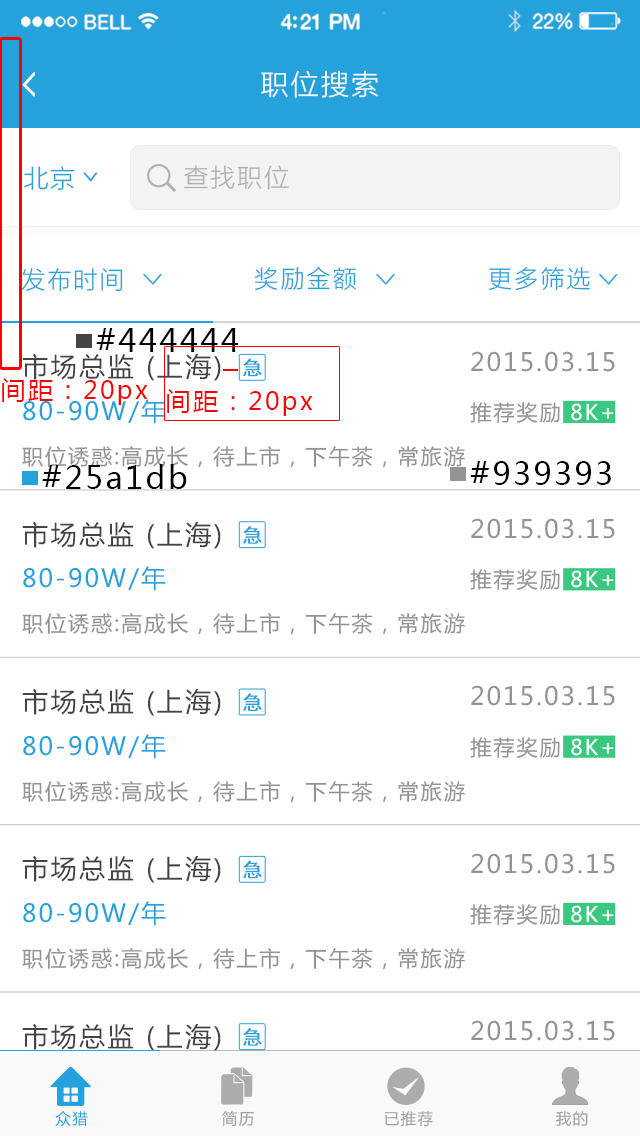 BELL 4:21 PM 22%
职位搜索
北京 查找职位
发布时间 奖励金额 更多筛选
#444444
市场总监 (上海) 急 2015.03.15
间距：20px 间距：20px
80-90W/年 推荐奖励 8K+
职位诱惑:高成长，待上市，下午茶，常旅游
#25a1db #939393
市场总监 (上海) 急 2015.03.15
80-90W/年 推荐奖励 8K+
职位诱惑:高成长，待上市，下午茶，常旅游
市场总监 (上海) 急 2015.03.15
80-90W/年 推荐奖励 8K+
职位诱惑:高成长，待上市，下午茶，常旅游
市场总监 (上海) 急 2015.03.15
80-90W/年 推荐奖励 8K+
职位诱惑:高成长，待上市，下午茶，常旅游
市场总监 (上海) 急 2015.03.15
众猎 简历 已推荐 我的